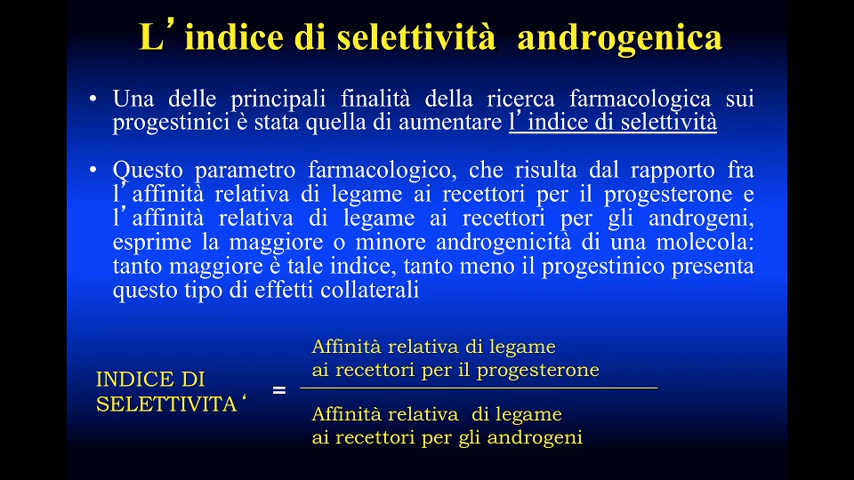 L’indice di selettività androgenica
• Una delle principali finalità della ricerca farmacologica sui
progestinici è stata quella di aumentare l’indice di selettività
• Questo parametro farmacologico, che risulta dal rapporto fra
l’affinità relativa di legame ai recettori per il progesterone e
l’affinità relativa di legame ai recettori per gli androgeni,
esprime la maggiore o minore androgenicità di una molecola:
tanto maggiore è tale indice, tanto meno il progestinico presenta
questo tipo di effetti collaterali
Affinità relativa di legame
ai recettori per il progesterone
INDICE DI
SELETTIVITA‘
=
Affinità relativa di legame
ai recettori per gli androgeni